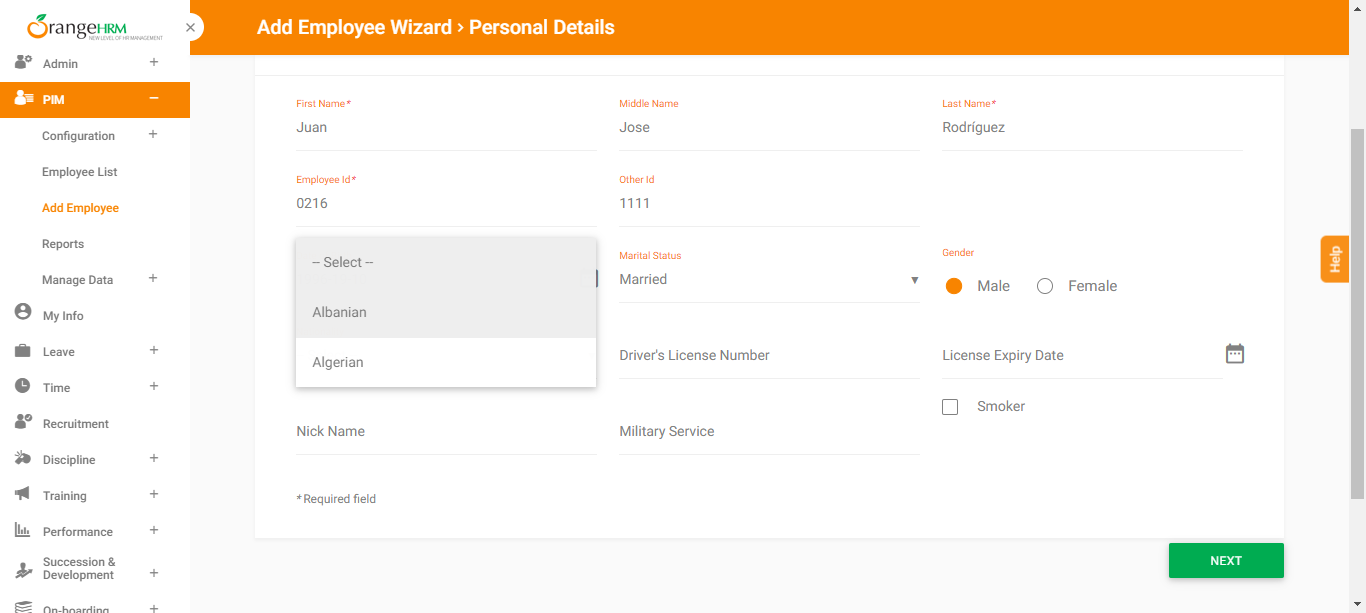 OrangeHRM
NEW LEVEL OF HR MANAGEMENT
Admin
PIM
Configuration
Employee List
Add Employee
Reports
Manage Data
My Info
Leave
Time
Recruitment
Discipline
Training
Performance
Succession &
Development
On-boarding
Add Employee Wizard › Personal Details
First Name* Middle Name Last Name*
Juan Jose Rodríguez
Employee Id* Other Id
0216 1111
-- Select --
Albanian
Algerian
Marital Status Gender
Married Male Female
Driver's License Number License Expiry Date
Smoker
Nick Name Military Service
* Required field
NEXT
Help